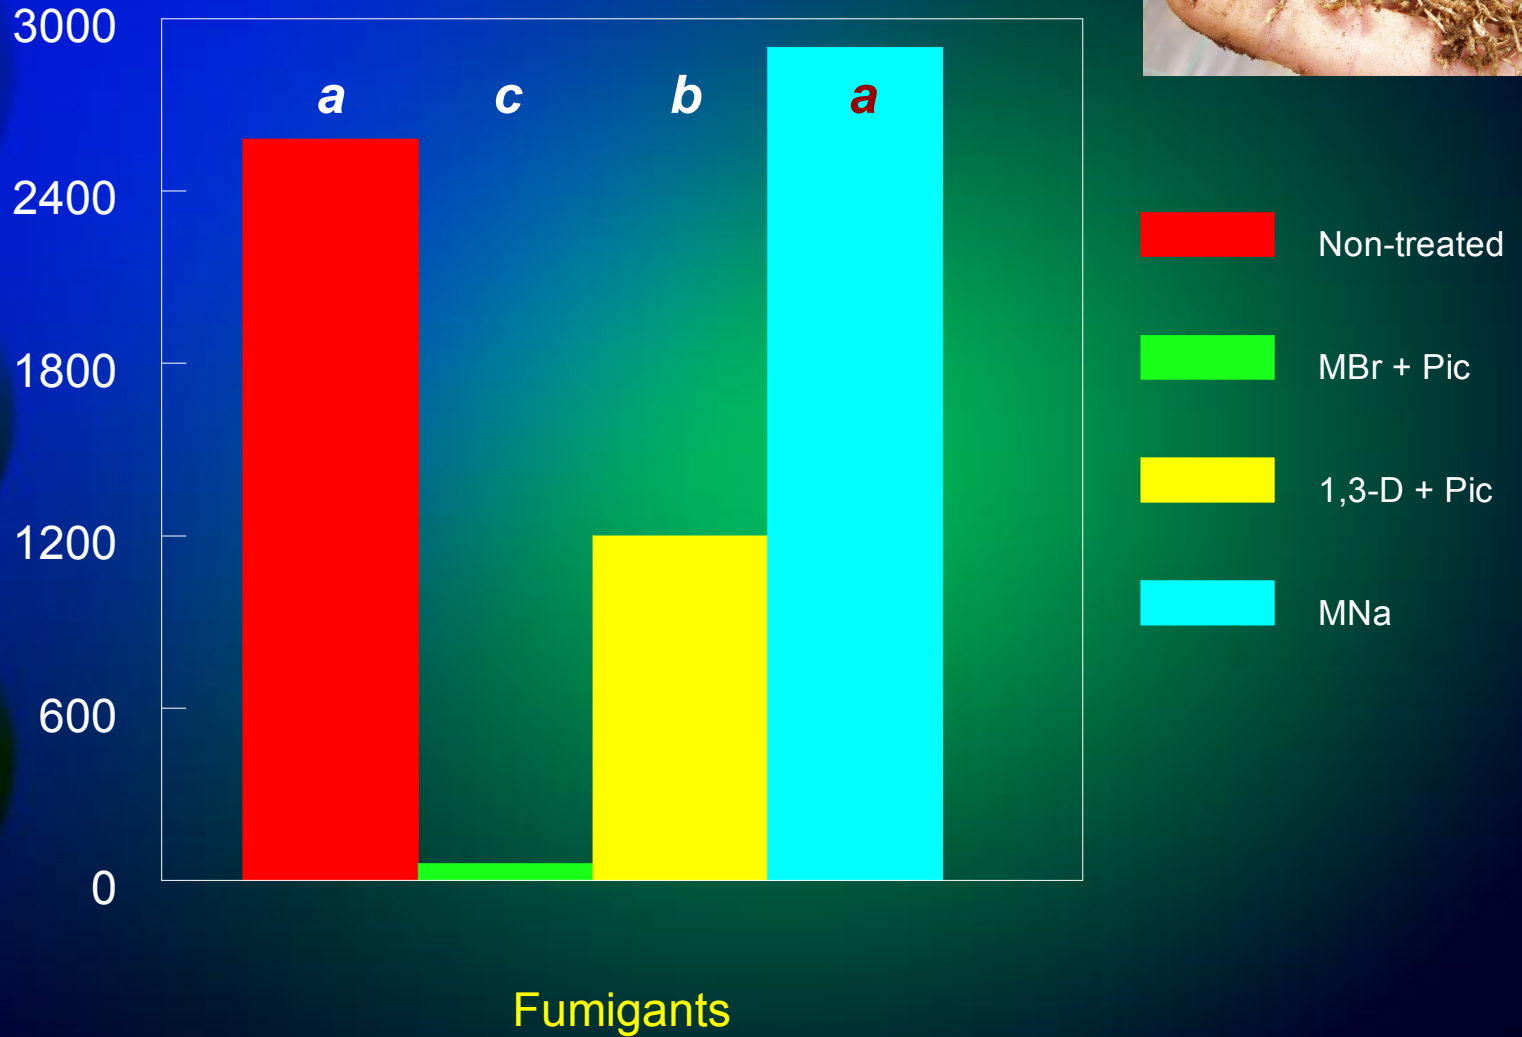 3000
a c b a
2400
Non-treated
1800
MBr + Pic
1,3-D + Pic
1200
MNa
600
0
Fumigants